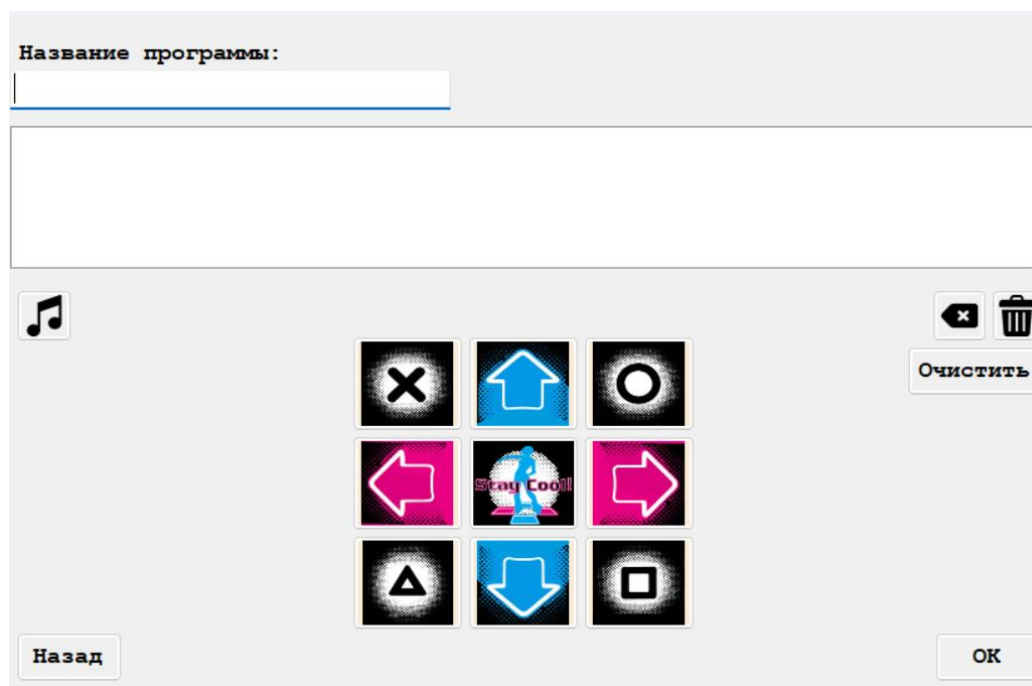 Название программы:
Очистить
Stay Cool!
Назад
OK